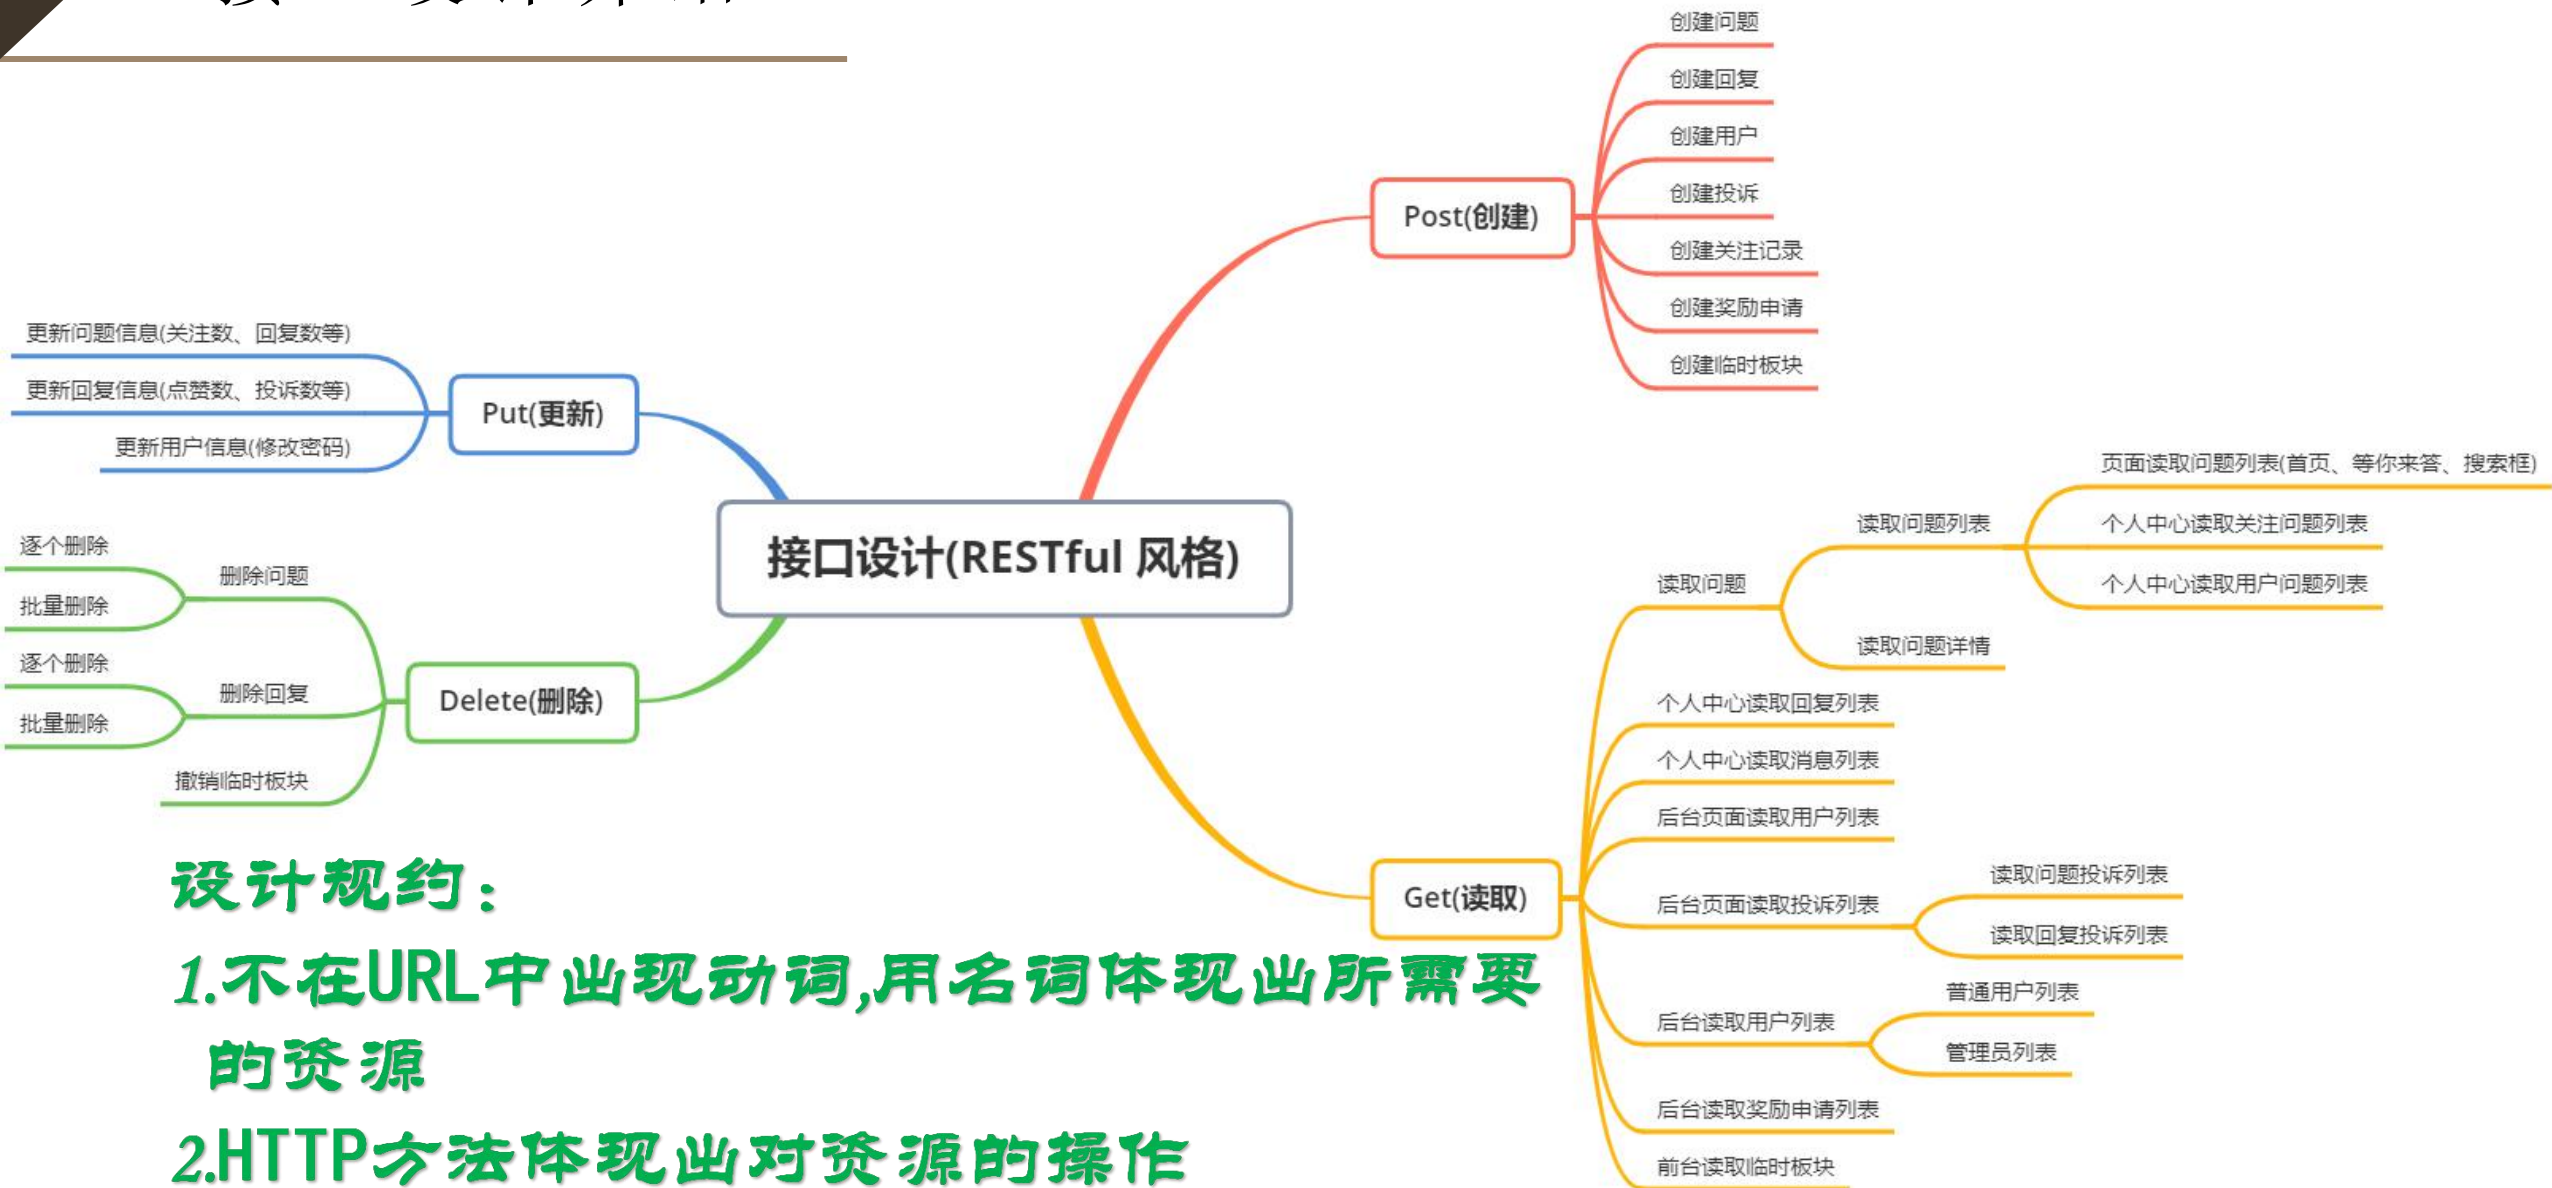 创建问题
创建回复
创建用户
创建投诉
创建关注记录
创建奖励申请
创建临时板块
Post(创建)
更新问题信息(关注数、回复数等)
更新回复信息(点赞数、投诉数等)
更新用户信息(修改密码)
Put(更新)
接口设计(RESTful 风格)
逐个删除
批量删除
删除问题
逐个删除
批量删除
删除回复
撤销临时板块
Delete(删除)
页面读取问题列表(首页、等你来答、搜索框)
个人中心读取关注问题列表
个人中心读取用户问题列表
读取问题列表
读取问题详情
读取问题
个人中心读取回复列表
个人中心读取消息列表
后台页面读取用户列表
后台页面读取投诉列表
读取问题投诉列表
读取回复投诉列表
后台读取用户列表
普通用户列表
管理员列表
后台读取奖励申请列表
前台读取临时板块
Get(读取)
设计规约：
1.不在URL中出现动词,用名词体现出所需要
的资源
2.HTTP方法体现出对资源的操作